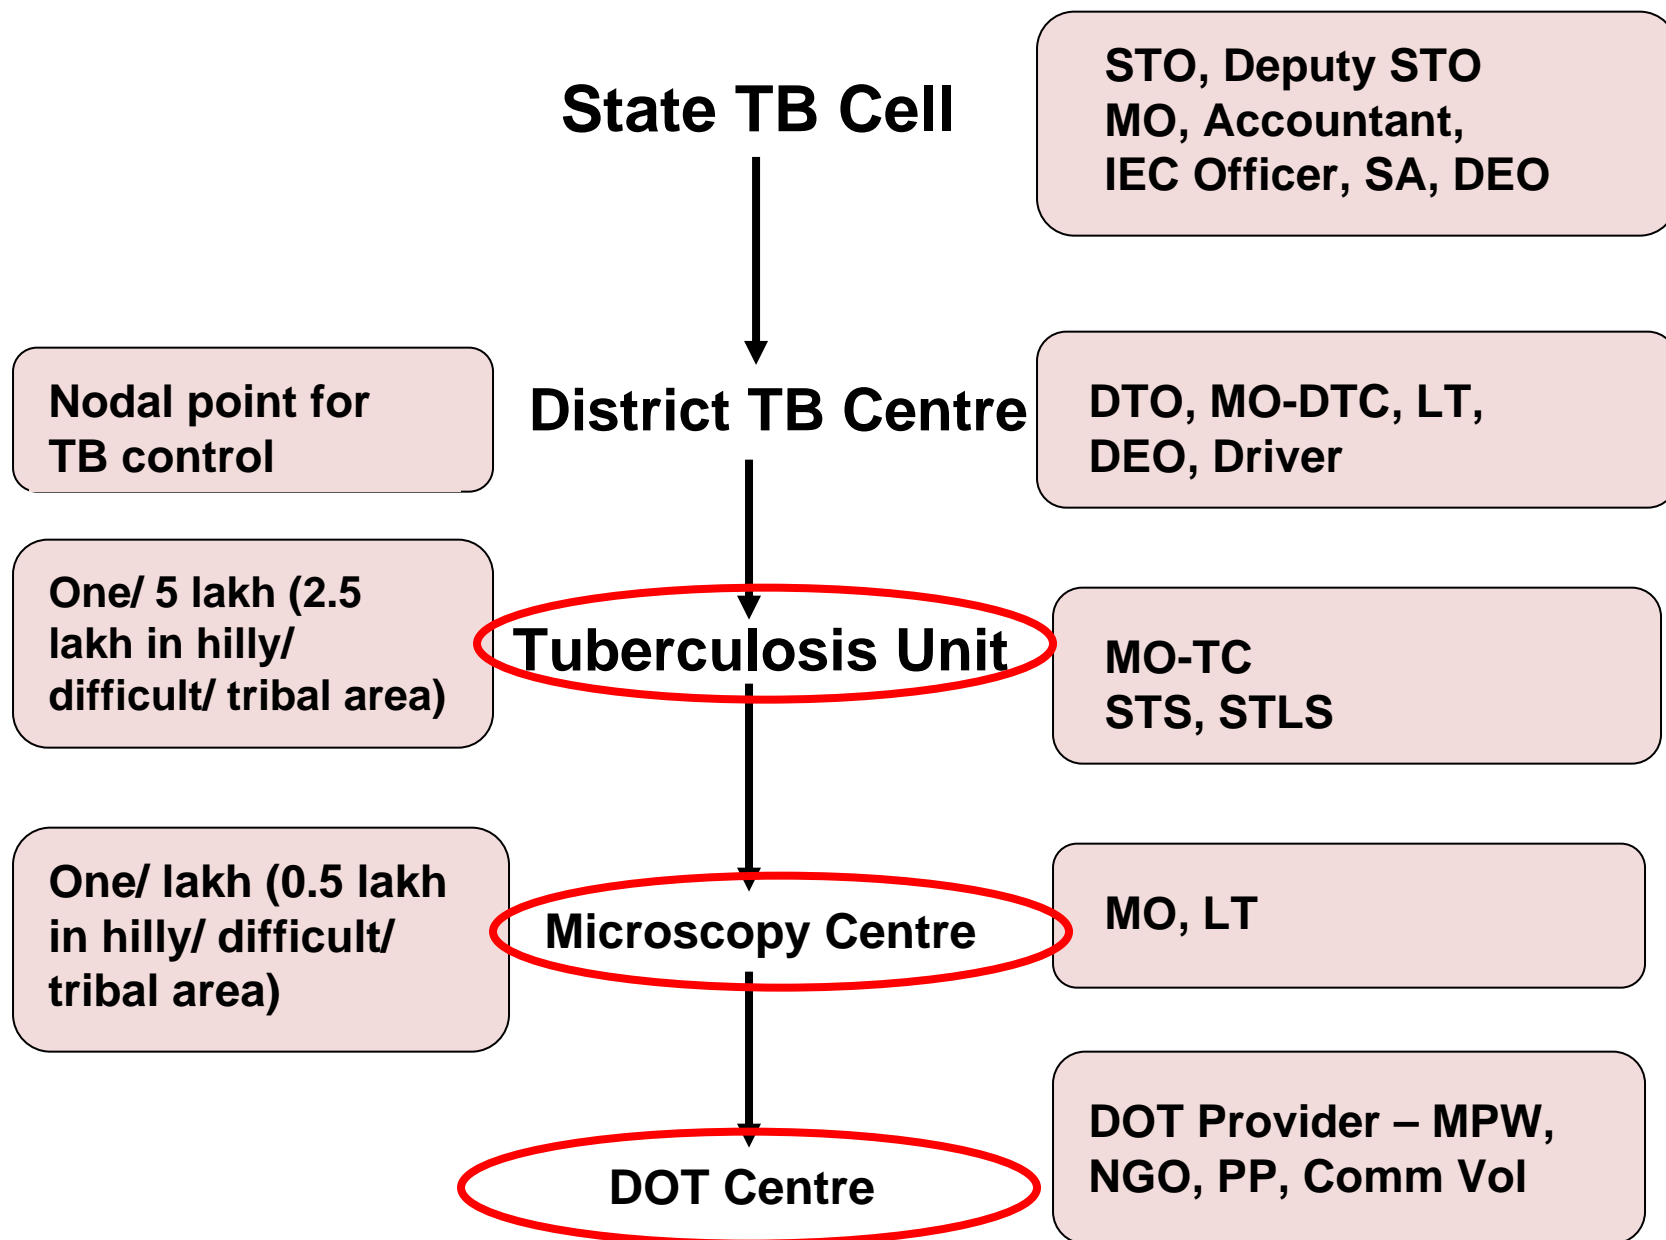 State TB Cell
STO, Deputy STO
MO, Accountant,
IEC Officer, SA, DEO
Nodal point for
TB control
District TB Centre
DTO, MO-DTC, LT,
DEO, Driver
One/ 5 lakh (2.5
lakh in hilly/
difficult/ tribal area)
Tuberculosis Unit
MO-TC
STS, STLS
One/ lakh (0.5 lakh
in hilly/ difficult/
tribal area)
Microscopy Centre
MO, LT
DOT Centre
DOT Provider – MPW,
NGO, PP, Comm Vol